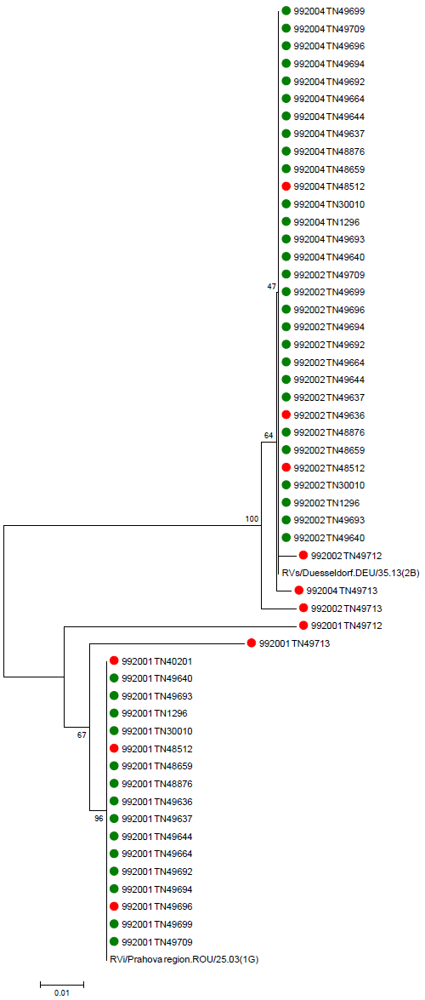 992004 TN49699
992004 TN49709
992004 TN49696
992004 TN49694
992004 TN49692
992004 TN49664
992004 TN49644
992004 TN49637
992004 TN48876
992004 TN48659
992004 TN48512
992004 TN30010
992004 TN1296
992004 TN49693
992004 TN49640
992002 TN49709
47
992002 TN49699
992002 TN49696
992002 TN49694
992002 TN49692
992002 TN49664
992002 TN49644
992002 TN49637
992002 TN49636
992002 TN48876
64
992002 TN48659
992002 TN48512
992002 TN30010
992002 TN1296
100
992002 TN49693
992002 TN49640
992002 TN49712
RVs/Duesseldorf.DEU/35.13(2B)
992004 TN49713
992002 TN49713
992001 TN49712
992001 TN49713
992001 TN40201
992001 TN49640
992001 TN49693
992001 TN1296
992001 TN30010
67
992001 TN48512
992001 TN48659
992001 TN48876
992001 TN49636
992001 TN49637
96
992001 TN49644
992001 TN49664
992001 TN49692
992001 TN49694
992001 TN49696
992001 TN49699
992001 TN49709
RVi/Prahova region.ROU/25.03(1G)
0.01